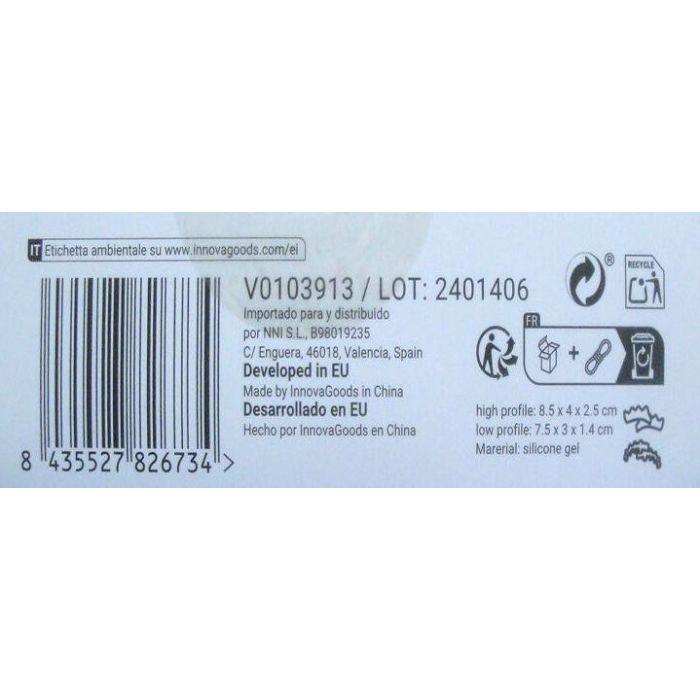 IT Etichetta ambientale su www.innovagoods.com/ei
V0103913 / LOT: 2401406
Importado para y distribuido
por NNI S.L., B98019235
C/ Enguera, 46018, Valencia, Spain
Developed in EU
Made by InnovaGoods in China
Desarrollado en EU
Hecho por InnovaGoods en China
8 435527 826734 >
®
RECYCLE
FR
+
high profile: 8.5 x 4 x 2.5 cm
low profile: 7.5 x 3 x 1.4 cm
Marerial: silicone gel